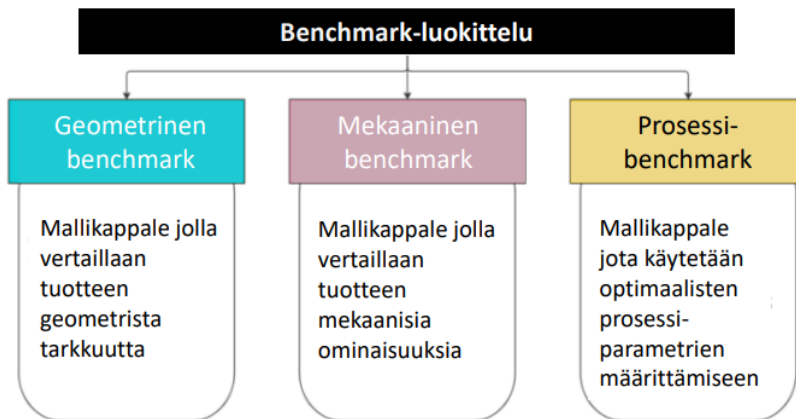 Benchmark-luokittelu
Geometrinen
benchmark
Mallikappale jolla
vertaillaan
tuotteen
geometrista
tarkkuutta
Mekaaninen
benchmark
Mallikappale jolla
vertaillaan
tuotteen
mekaanisia
ominaisuuksia
Prosessi-
benchmark
Mallikappale
jota käytetään
optimaalisten
prosessi-
parametrien
määrittämiseen